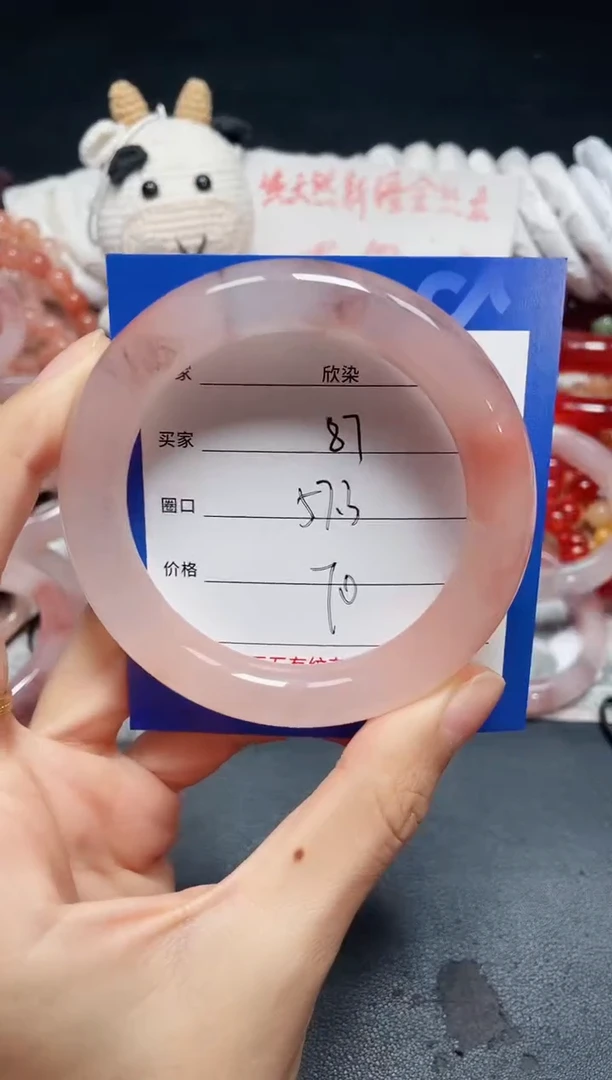 纯天然新疆金丝玉
家 欣染
买家 87
圈口 57.3
价格 70